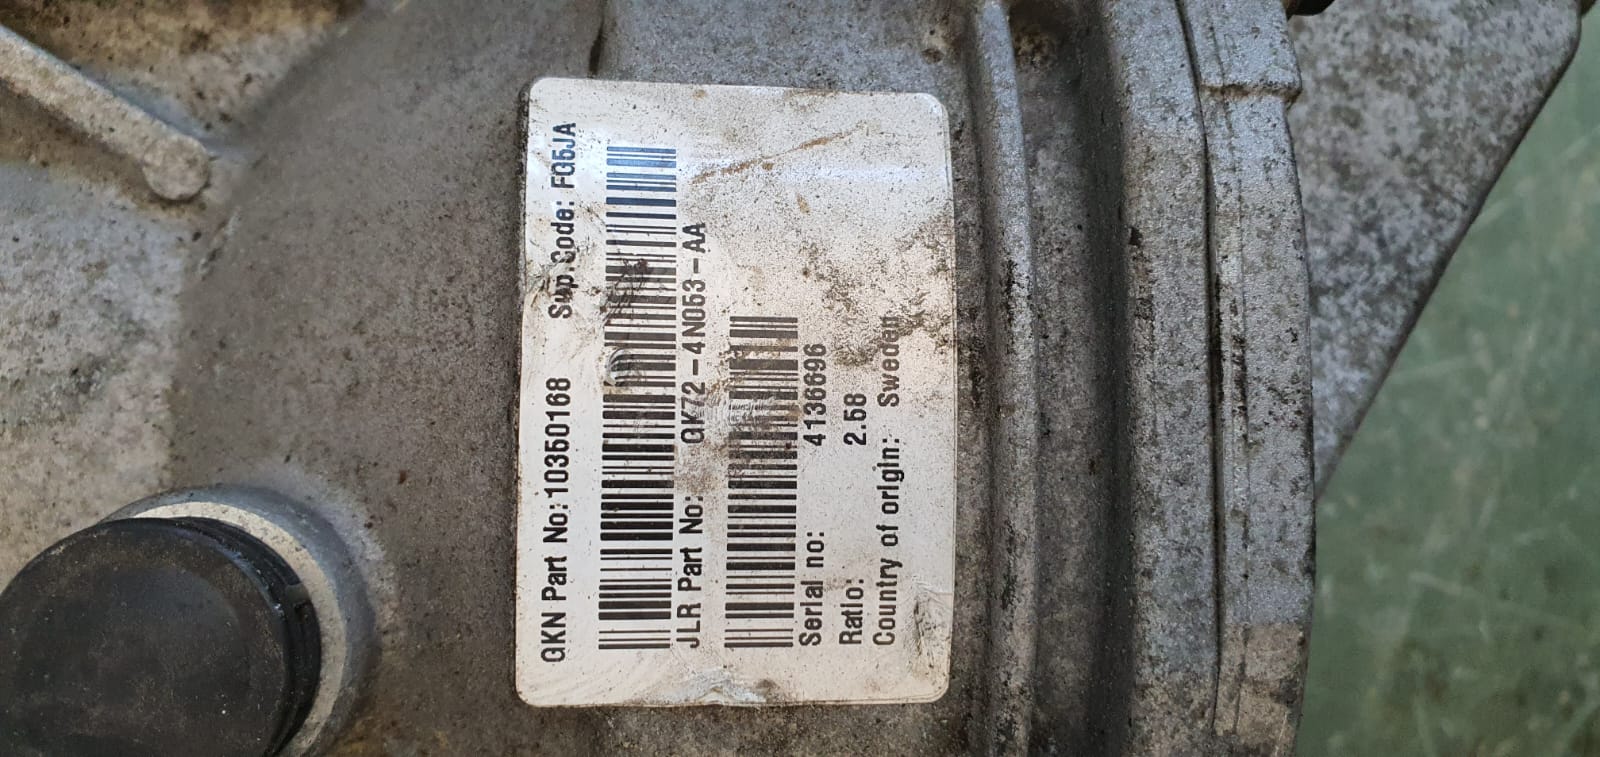 GKN Part No:10350168 Sup.Code:
JLR Part No: GK72-4N053-AA
Serial no: 4136696
Ratio: 2.58
Country of origin: Sweden